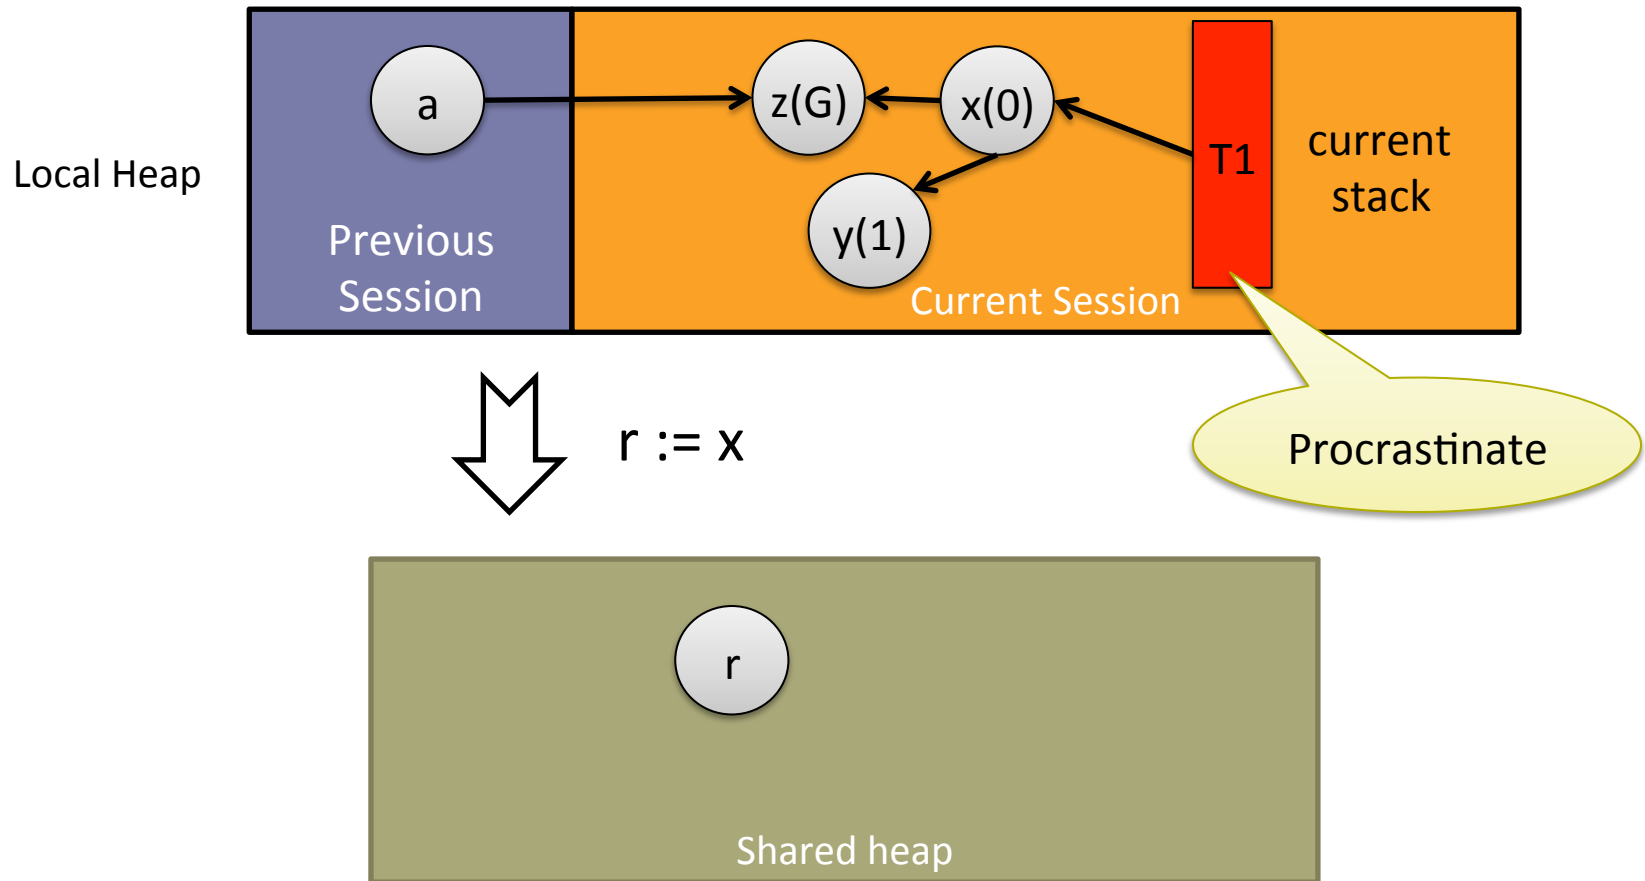 a
z(G)
x(0)
T1
current
stack
Local Heap
y(1)
Previous
Session
Current Session
r := x
Procrastinate
r
Shared heap